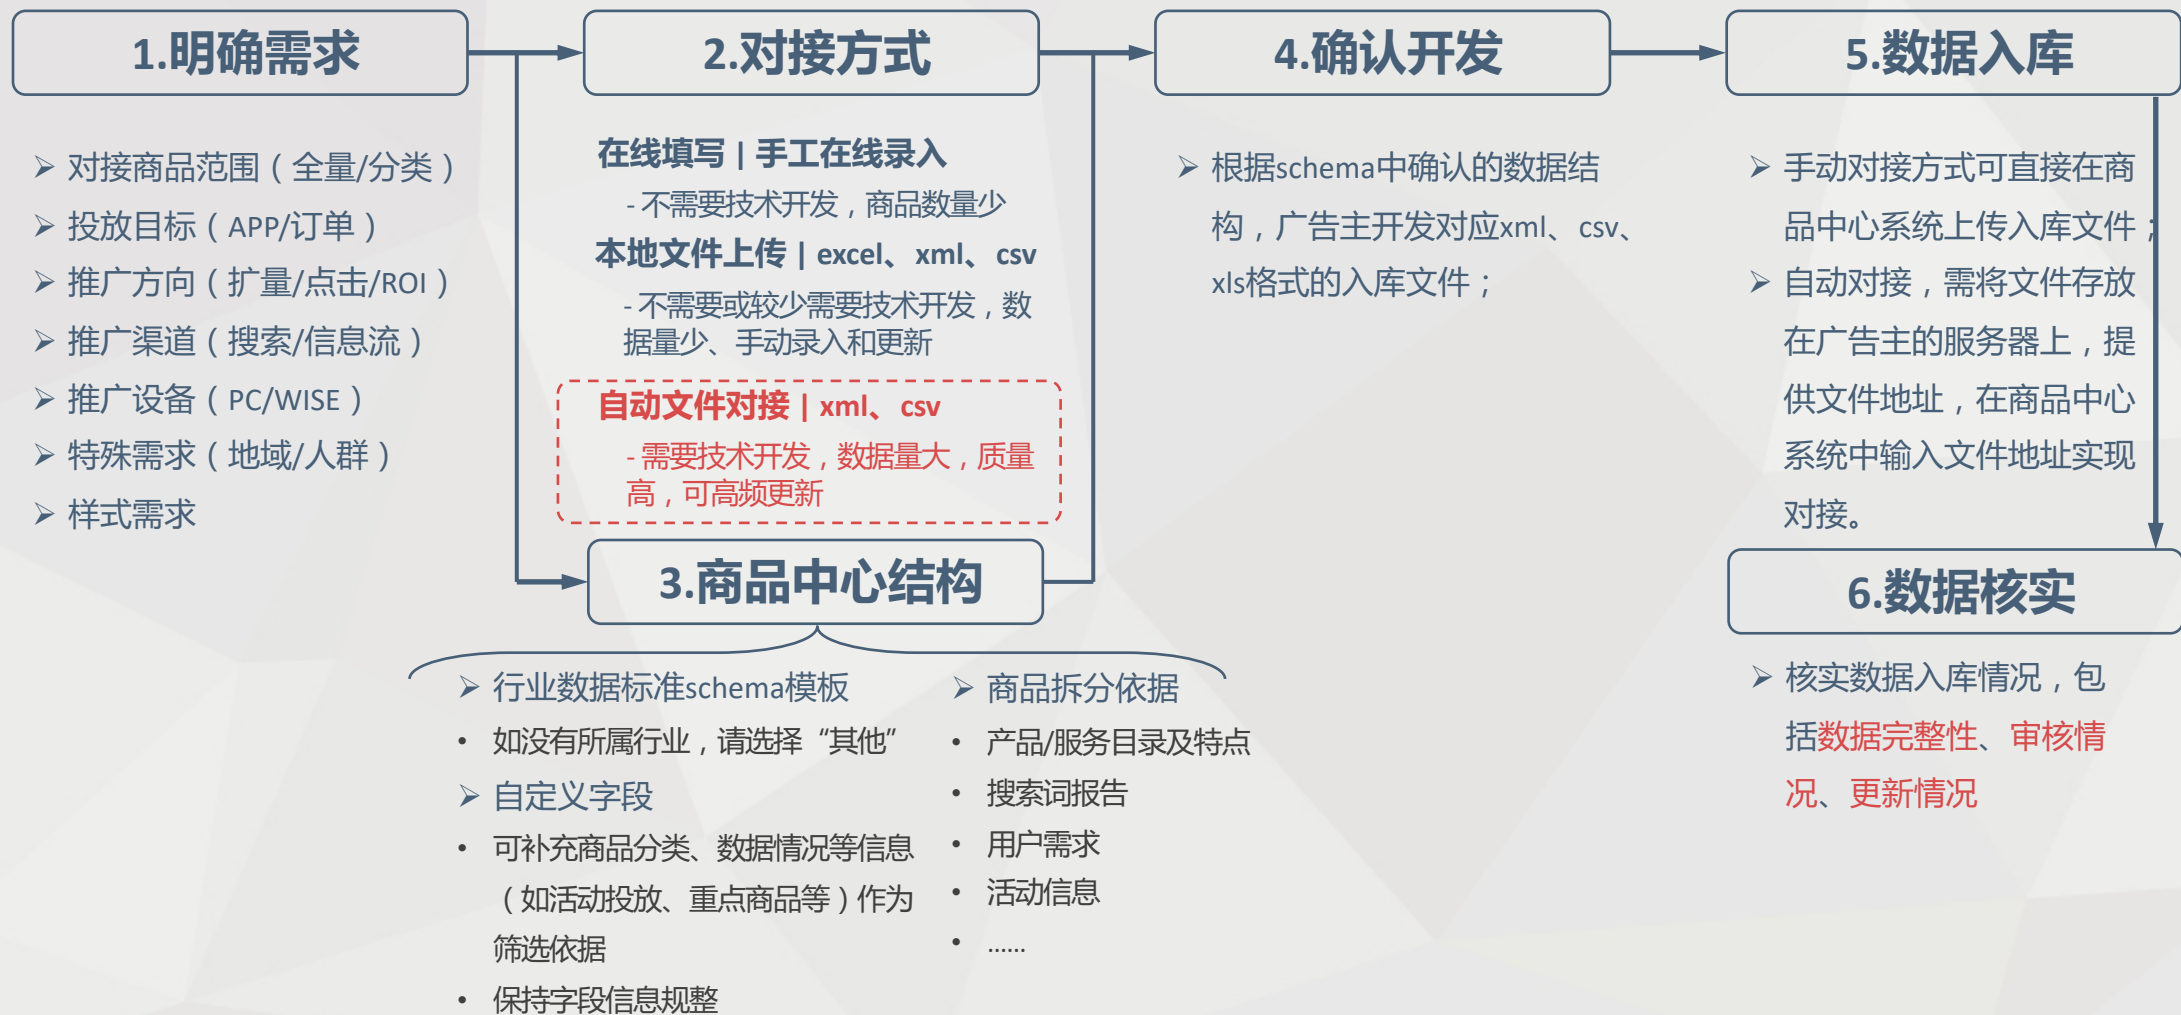 1.明确需求
➢ 对接商品范围（全量/分类）
➢ 投放目标（APP/订单）
➢ 推广方向（扩量/点击/ROI）
➢ 推广渠道（搜索/信息流）
➢ 推广设备（PC/WISE）
➢ 特殊需求（地域/人群）
➢ 样式需求
2.对接方式
在线填写 | 手工在线录入
- 不需要技术开发，商品数量少
本地文件上传 | excel、xml、csv
- 不需要或较少需要技术开发，数
据量少、手动录入和更新
自动文件对接 | xml、csv
- 需要技术开发，数据量大，质量
高，可高频更新
3.商品中心结构
➢ 行业数据标准schema模板
• 如没有所属行业，请选择“其他”
➢ 自定义字段
• 可补充商品分类、数据情况等信息
（如活动投放、重点商品等）作为
筛选依据
• 保持字段信息规整
➢ 商品拆分依据
• 产品/服务目录及特点
• 搜索词报告
• 用户需求
• 活动信息
• ......
4.确认开发
➢ 根据schema中确认的数据结
构，广告主开发对应xml、csv、
xls格式的入库文件；
5.数据入库
➢ 手动对接方式可直接在商
品中心系统上传入库文件；
➢ 自动对接，需将文件存放
在广告主的服务器上，提
供文件地址，在商品中心
系统中输入文件地址实现
对接。
6.数据核实
➢ 核实数据入库情况，包
括数据完整性、审核情
况、更新情况